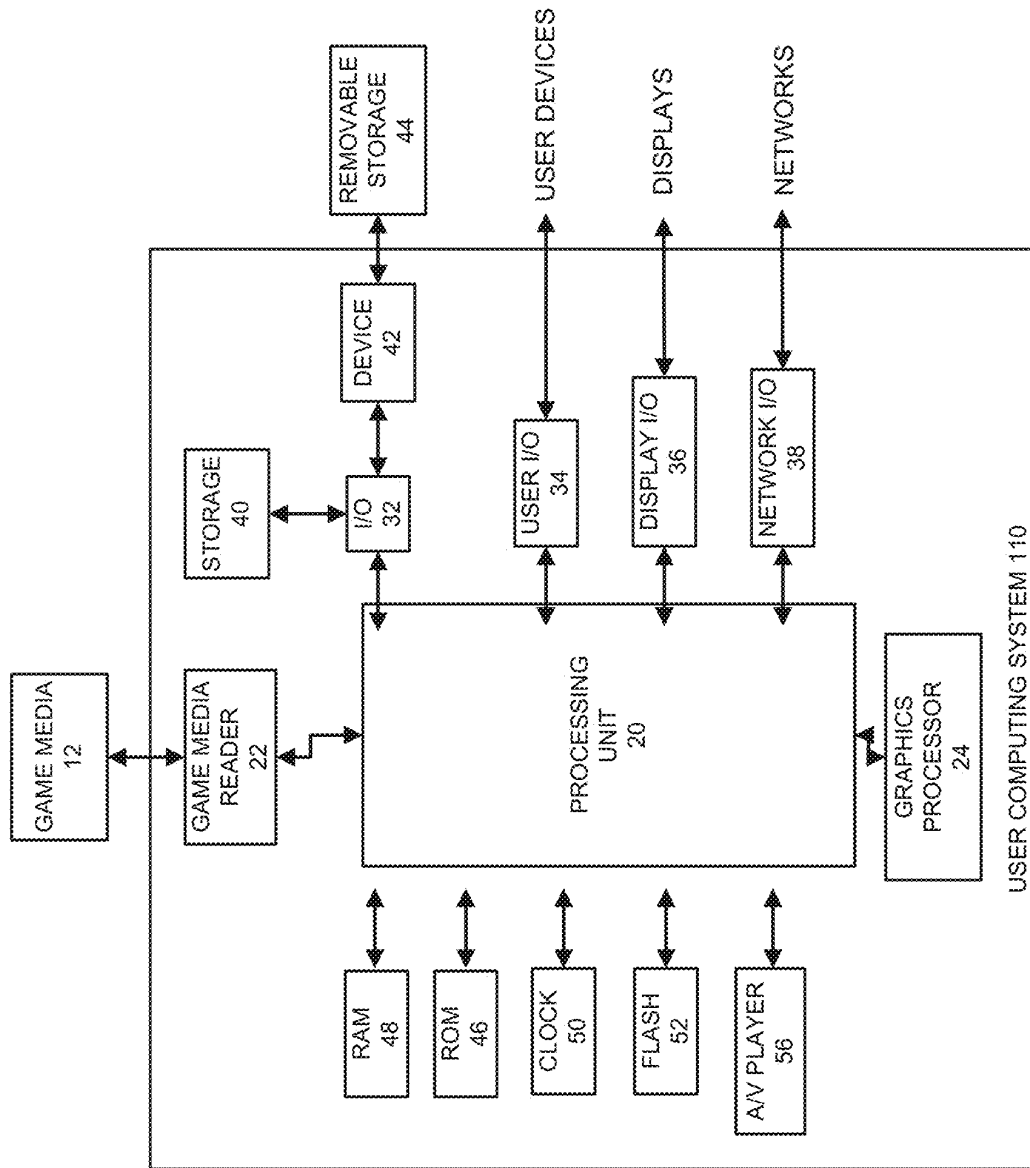 GAME MEDIA
12
GAME MEDIA
READER
22
STORAGE
40
I/O
32
DEVICE
42
REMOVABLE
STORAGE
44
RAM
48
ROM
46
CLOCK
50
FLASH
52
A/V PLAYER
56
PROCESSING
UNIT
20
USER I/O
34
USER DEVICES
DISPLAY I/O
36
DISPLAYS
NETWORK I/O
38
NETWORKS
GRAPHICS
PROCESSOR
24
USER COMPUTING SYSTEM 110